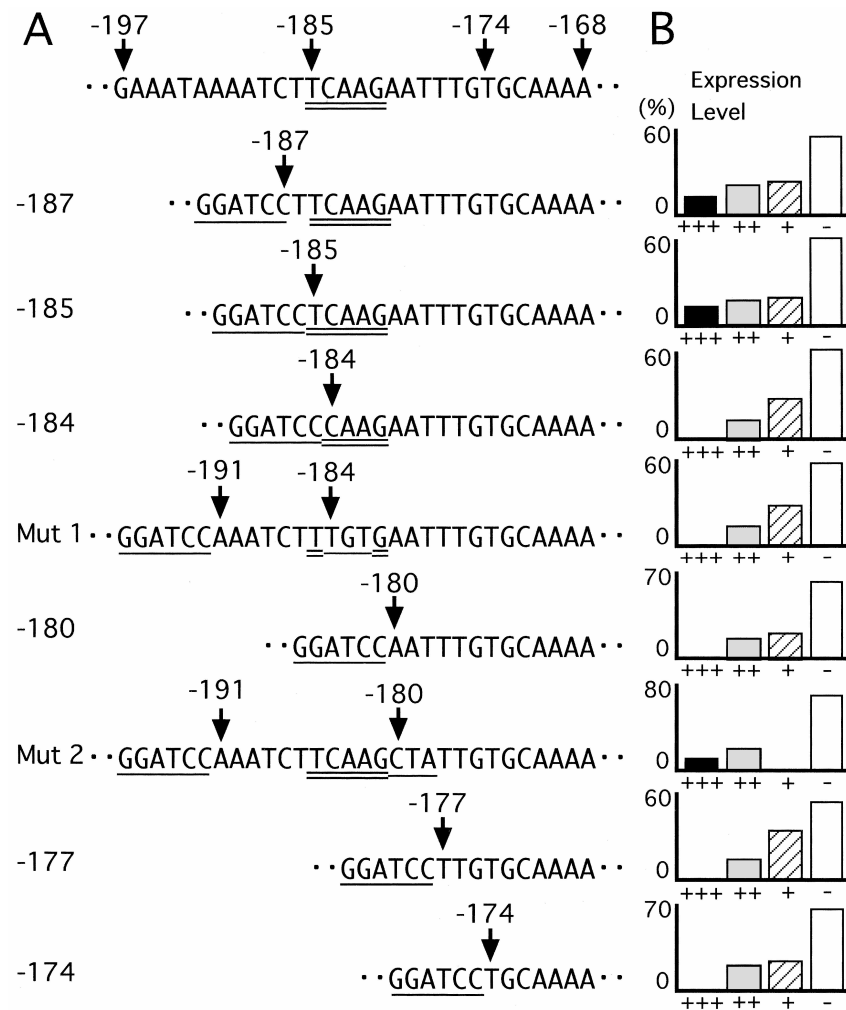 A B
-197 -185 -174 -168
··GAAATAAAATCTTCAAGAATTTGTGCAAAA··
Expression
Level
(%)
-187
-187 ··GGATCCTTCAAGAATTTGTGCAAAA·· 60 0
+++ ++ + -
-185
-185 ··GGATCCTCAAGAATTTGTGCAAAA·· 60 0
+++ ++ + -
-184
-184 ··GGATCCCAAGAATTTGTGCAAAA·· 60 0
+++ ++ + -
-191 -184
Mut 1 ··GGATCCAAATCTTTGTGAATTTGTGCAAAA·· 60 0
+++ ++ + -
-180
-180 ··GGATCCAATTTGTGCAAAA·· 70 0
+++ ++ + -
-191 -180
Mut 2 ··GGATCCAAATCTTCAAGCTATTGTGCAAAA·· 80 0
+++ ++ + -
-177
-177 ··GGATCCTTGTGCAAAA·· 60 0
+++ ++ + -
-174
-174 ··GGATCCTGCAAAA·· 70 0
+++ ++ + -